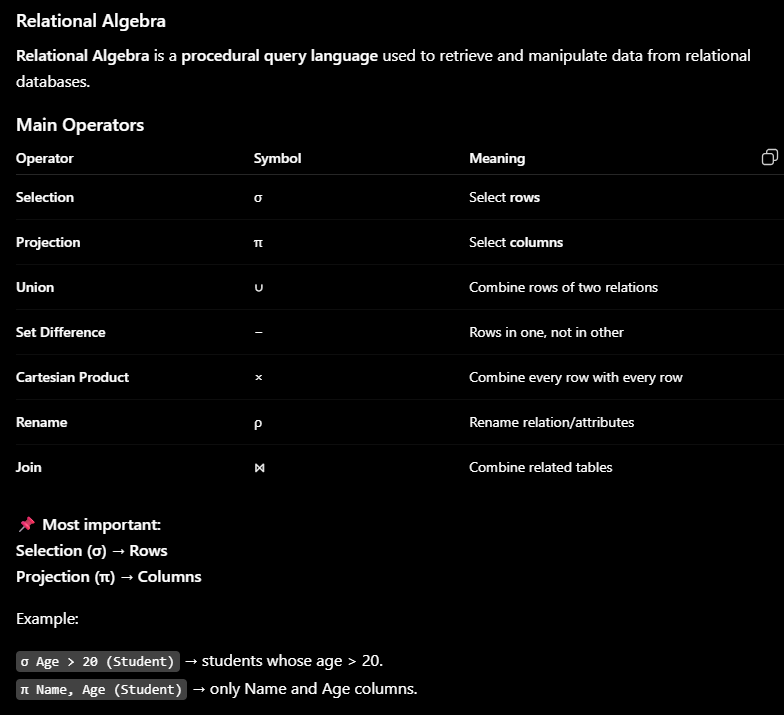 Relational Algebra
Relational Algebra is a procedural query language used to retrieve and manipulate data from relational
databases.
Main Operators
Operator Symbol Meaning
Selection σ Select rows
Projection π Select columns
Union ∪ Combine rows of two relations
Set Difference − Rows in one, not in other
Cartesian Product × Combine every row with every row
Rename ρ Rename relation/attributes
Join ⋈ Combine related tables
📌 Most important:
Selection (σ) → Rows
Projection (π) → Columns
Example:
σ Age > 20 (Student) → students whose age > 20.
π Name, Age (Student) → only Name and Age columns.